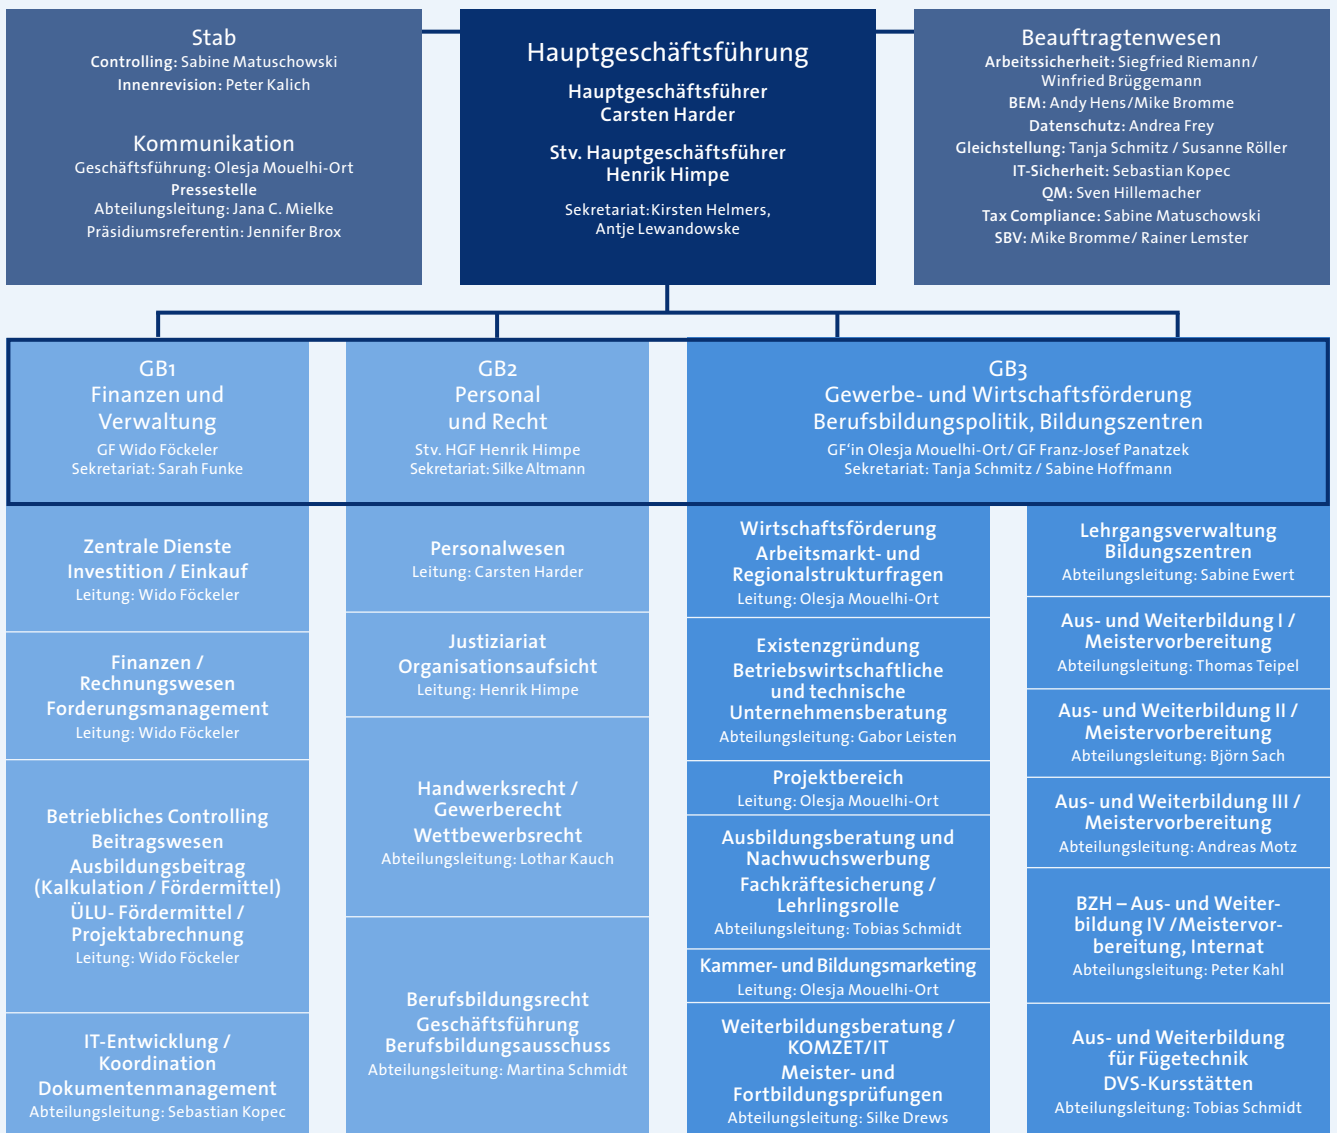 Stab
Controlling: Sabine Matuschowski
Innenrevision: Peter Kalich
Kommunikation
Geschäftsführung: Olesja Mouelhi-Ort
Pressestelle
Abteilungsleitung: Jana C. Mielke
Präsidiumsreferentin: Jennifer Brox
Hauptgeschäftsführung
Hauptgeschäftsführer
Carsten Harder
Stv. Hauptgeschäftsführer
Henrik Himpe
Sekretariat: Kirsten Helmers,
Antje Lewandowske
Beauftragtenwesen
Arbeitssicherheit: Siegfried Riemann/
Winfried Brüggemann
BEM: Andy Hens/Mike Bromme
Datenschutz: Andrea Frey
Gleichstellung: Tanja Schmitz / Susanne Röller
IT-Sicherheit: Sebastian Kopec
QM: Sven Hillemacher
Tax Compliance: Sabine Matuschowski
SBV: Mike Bromme/ Rainer Lemster
GB1
Finanzen und
Verwaltung
GF Wido Föckeler
Sekretariat: Sarah Funke
GB2
Personal
und Recht
Stv. HGF Henrik Himpe
Sekretariat: Silke Altmann
GB3
Gewerbe- und Wirtschaftsförderung
Berufsbildungspolitik, Bildungszentren
GF‘in Olesja Mouelhi-Ort/ GF Franz-Josef Panatzek
Sekretariat: Tanja Schmitz / Sabine Hoffmann
Zentrale Dienste
Investition / Einkauf
Leitung: Wido Föckeler
Finanzen /
Rechnungswesen
Forderungsmanagement
Leitung: Wido Föckeler
Betriebliches Controlling
Beitragswesen
Ausbildungsbeitrag
(Kalkulation / Fördermittel)
ÜLU- Fördermittel /
Projektabrechnung
Leitung: Wido Föckeler
IT-Entwicklung /
Koordination
Dokumentenmanagement
Abteilungsleitung: Sebastian Kopec
Personalwesen
Leitung: Carsten Harder
Justiziariat
Organisationsaufsicht
Leitung: Henrik Himpe
Handwerksrecht /
Gewerberecht
Wettbewerbsrecht
Abteilungsleitung: Lothar Kauch
Berufsbildungsrecht
Geschäftsführung
Berufsbildungsausschuss
Abteilungsleitung: Martina Schmidt
Wirtschaftsförderung
Arbeitsmarkt- und
Regionalstrukturfragen
Leitung: Olesja Mouelhi-Ort
Existenzgründung
Betriebswirtschaftliche
und technische
Unternehmensberatung
Abteilungsleitung: Gabor Leisten
Projektbereich
Leitung: Olesja Mouelhi-Ort
Ausbildungsberatung und
Nachwuchswerbung
Fachkräftesicherung /
Lehrlingsrolle
Abteilungsleitung: Tobias Schmidt
Kammer- und Bildungsmarketing
Leitung: Olesja Mouelhi-Ort
Weiterbildungsberatung /
KOMZET/IT
Meister- und
Fortbildungsprüfungen
Abteilungsleitung: Silke Drews
Lehrgangsverwaltung
Bildungszentren
Abteilungsleitung: Sabine Ewert
Aus- und Weiterbildung I /
Meistervorbereitung
Abteilungsleitung: Thomas Teipel
Aus- und Weiterbildung II /
Meistervorbereitung
Abteilungsleitung: Björn Sach
Aus- und Weiterbildung III /
Meistervorbereitung
Abteilungsleitung: Andreas Motz
BZH – Aus- und Weiter-
bildung IV /Meistervor-
bereitung, Internat
Abteilungsleitung: Peter Kahl
Aus- und Weiterbildung
für Fügetechnik
DVS-Kursstätten
Abteilungsleitung: Tobias Schmidt